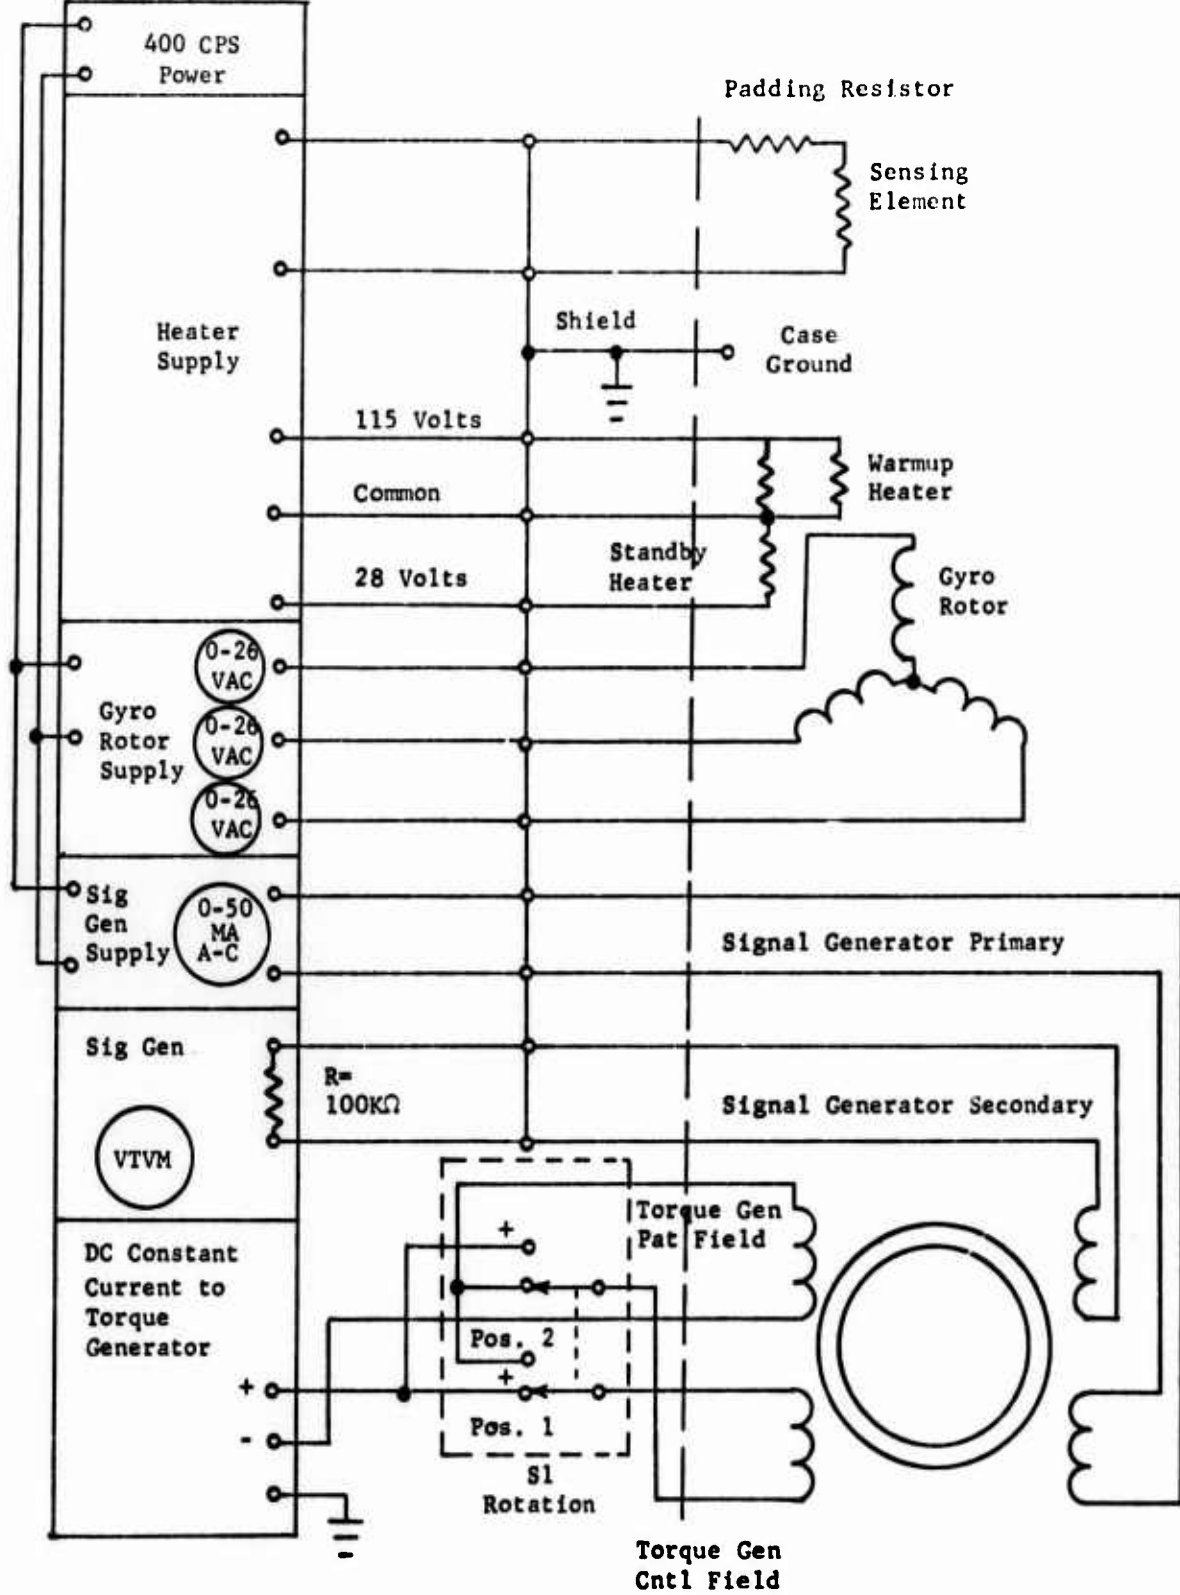 400 CPS
Power
Padding Resistor
Sensing
Element
Heater
Supply
Shield
Case
Ground
115 Volts
Warmup
Heater
Common
Standby
Heater
28 Volts
Gyro
Rotor
0-26
VAC
Gyro
Rotor
Supply
0-26
VAC
0-26
VAC
Sig
Gen
Supply
0-50
MA
A-C
Signal Generator Primary
Sig Gen
R=
100KΩ
Signal Generator Secondary
VTVM
Torque Gen
Pat Field
+
DC Constant
Current to
Torque
Generator
Pos. 2
+
+
Pos. 1
-
S1
Rotation
Torque Gen
Cntl Field